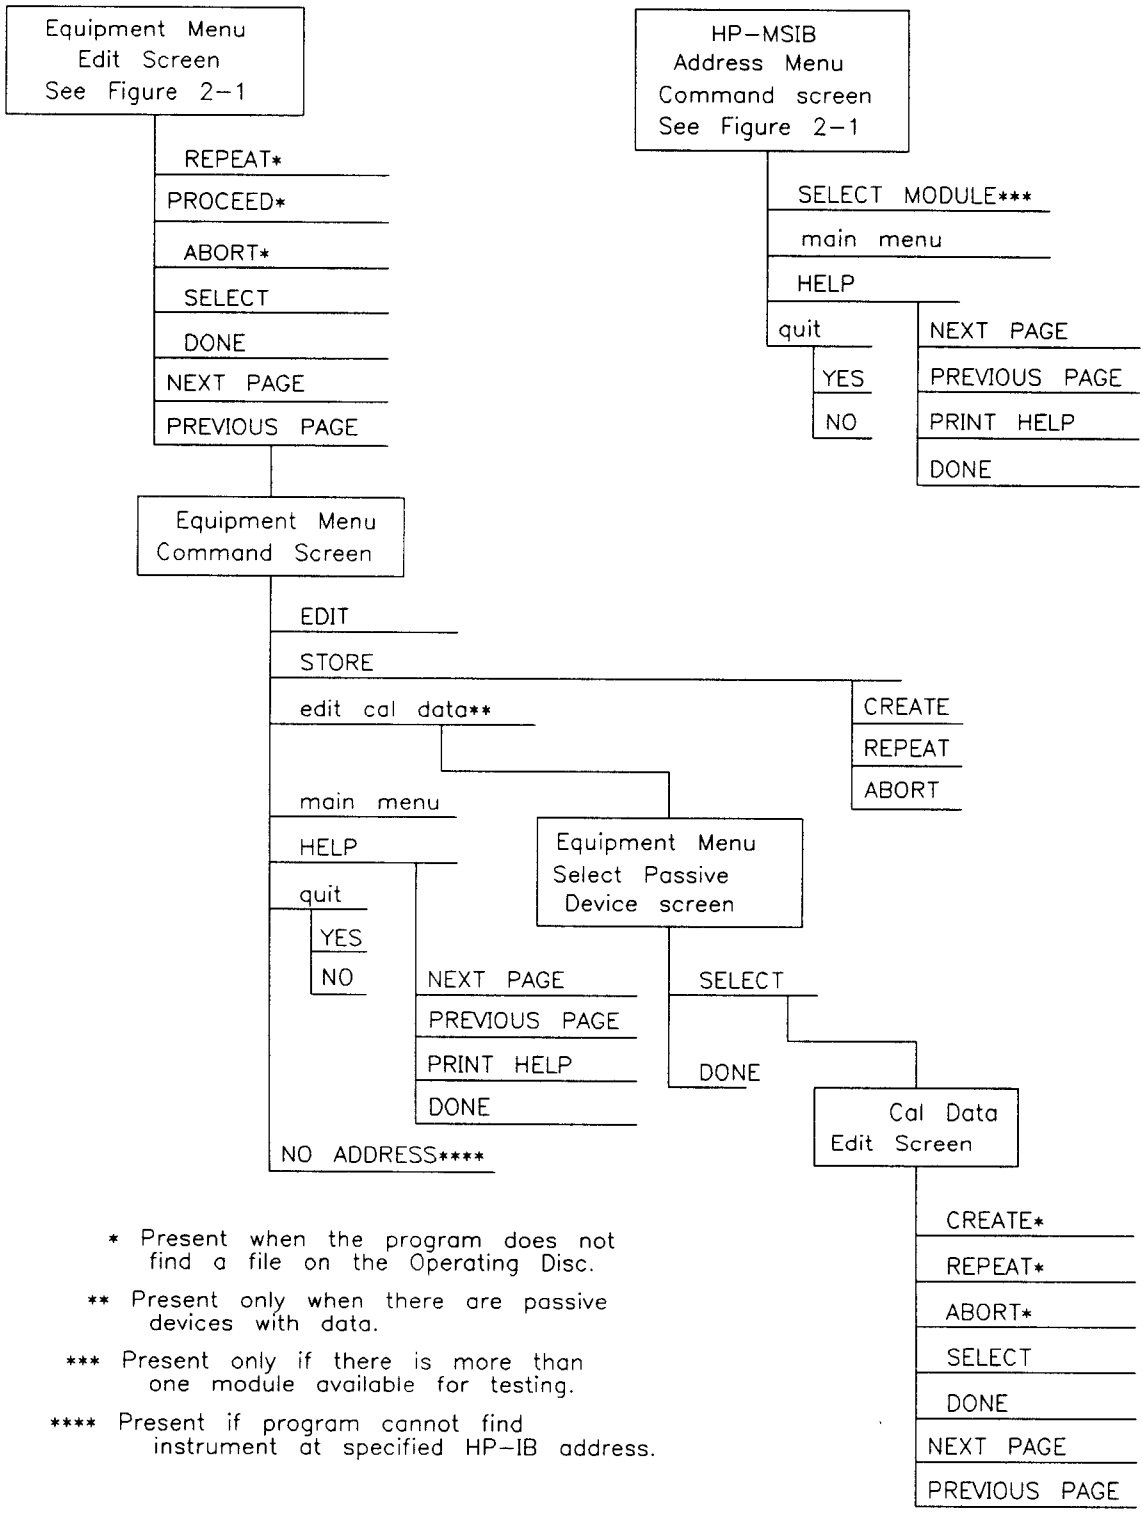 Equipment Menu
Edit Screen
See Figure 2-1
REPEAT*
PROCEED*
ABORT*
SELECT
DONE
NEXT PAGE
PREVIOUS PAGE
HP-MSIB
Address Menu
Command screen
See Figure 2-1
SELECT MODULE***
main menu
HELP
quit
YES
NO
NEXT PAGE
PREVIOUS PAGE
PRINT HELP
DONE
Equipment Menu
Command Screen
EDIT
STORE
CREATE
REPEAT
ABORT
edit cal data**
main menu
HELP
quit
YES
NO
NEXT PAGE
PREVIOUS PAGE
PRINT HELP
DONE
NO ADDRESS****
Equipment Menu
Select Passive
Device screen
SELECT
DONE
Cal Data
Edit Screen
CREATE*
REPEAT*
ABORT*
SELECT
DONE
NEXT PAGE
PREVIOUS PAGE
* Present when the program does not
find a file on the Operating Disc.
** Present only when there are passive
devices with data.
*** Present only if there is more than
one module available for testing.
**** Present if program cannot find
instrument at specified HP-IB address.